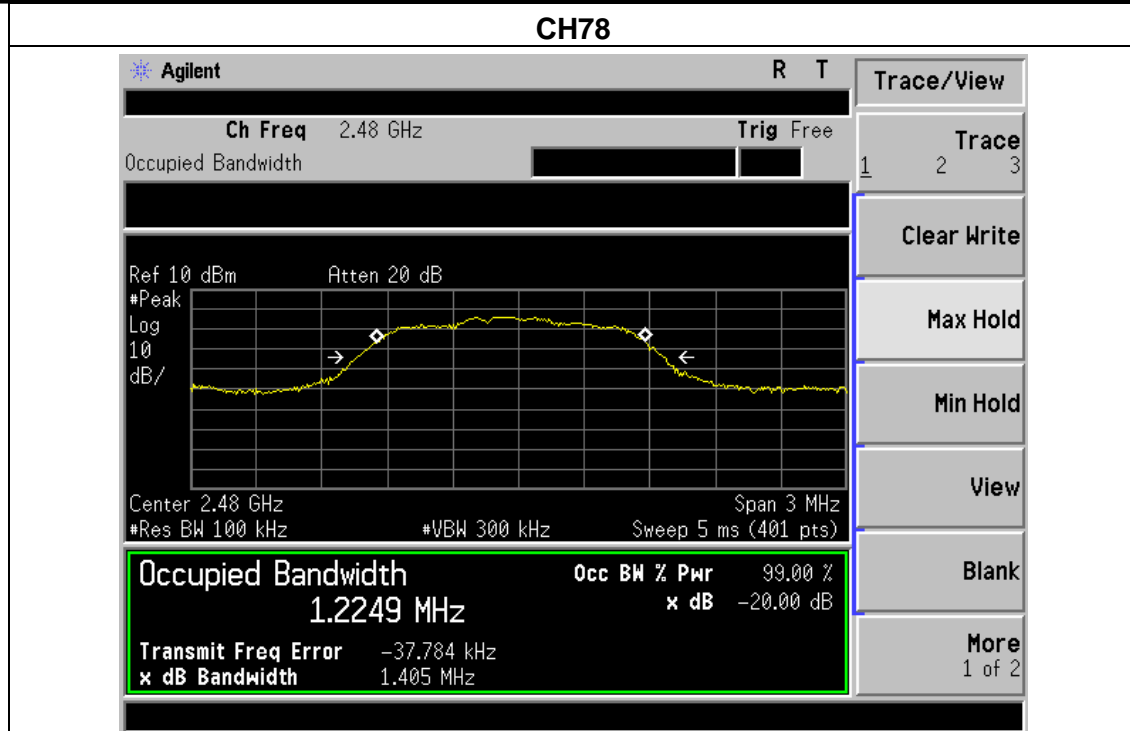 CH78
Agilent R T
Trace/View
Ch Freq 2.48 GHz Trig Free
Occupied Bandwidth
Trace
1 2 3
Clear Write
Ref 10 dBm Atten 20 dB
#Peak
Log
10
dB/
Max Hold
Min Hold
View
Center 2.48 GHz Span 3 MHz
#Res BW 100 kHz #VBW 300 kHz Sweep 5 ms (401 pts)
Occupied Bandwidth Occ BW % Pwr 99.00 %
1.2249 MHz x dB -20.00 dB
Blank
Transmit Freq Error -37.784 kHz
x dB Bandwidth 1.405 MHz
More
1 of 2